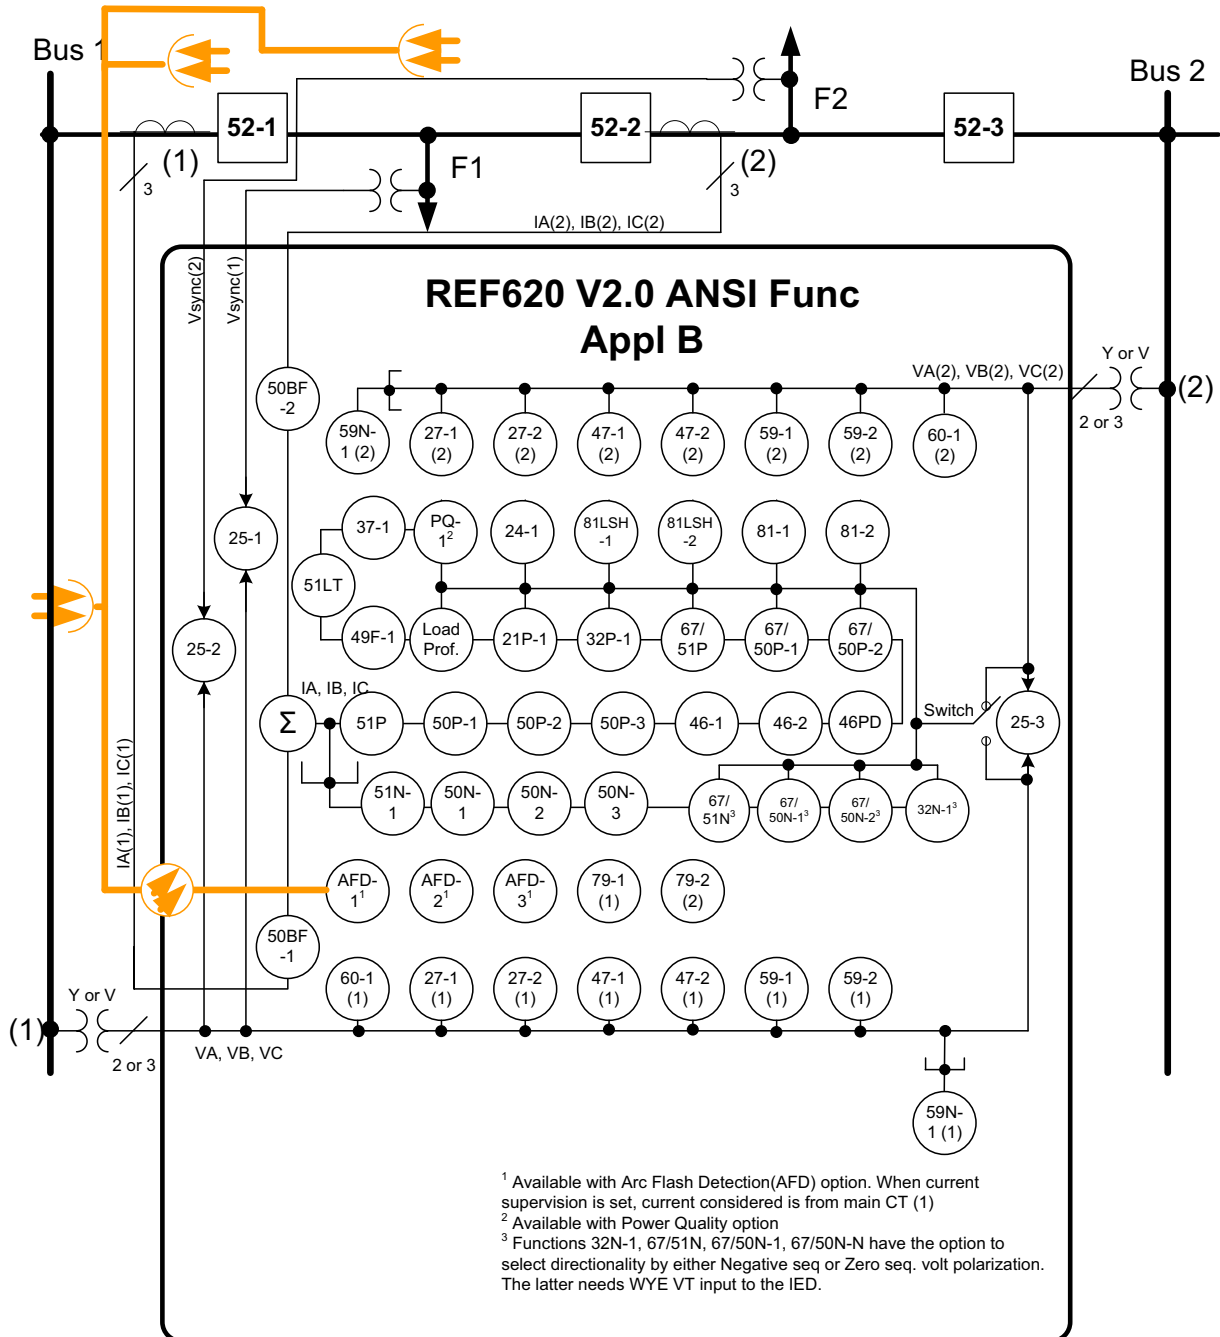 Bus 1
Bus 2
F2
52-1
52-2
52-3
(1)
3
F1
(2)
3
IA(2), IB(2), IC(2)
Vsync(2)
Vsync(1)
REF620 V2.0 ANSI Func
Appl B
Y or V
VA(2), VB(2), VC(2)
(2)
2 or 3
50BF
-2
59N-
1 (2)
27-1
(2)
27-2
(2)
47-1
(2)
47-2
(2)
59-1
(2)
59-2
(2)
60-1
(2)
37-1
PQ-
1²
24-1
81LSH
-1
81LSH
-2
81-1
81-2
25-1
51LT
25-2
49F-1
Load
Prof.
21P-1
32P-1
67/
51P
67/
50P-1
67/
50P-2
IA, IB, IC
Σ
51P
50P-1
50P-2
50P-3
46-1
46-2
46PD
Switch
25-3
IA(1), IB(1), IC(1)
51N-
1
50N-
1
50N-
2
50N-
3
67/
51N³
67/
50N-1³
67/
50N-2³
32N-1³
AFD-
1¹
AFD-
2¹
AFD-
3¹
79-1
(1)
79-2
(2)
50BF
-1
60-1
(1)
27-1
(1)
27-2
(1)
47-1
(1)
47-2
(1)
59-1
(1)
59-2
(1)
Y or V
(1)
2 or 3
VA, VB, VC
59N-
1 (1)
¹ Available with Arc Flash Detection(AFD) option. When current
supervision is set, current considered is from main CT (1)
² Available with Power Quality option
³ Functions 32N-1, 67/51N, 67/50N-1, 67/50N-N have the option to
select directionality by either Negative seq or Zero seq. volt polarization.
The latter needs WYE VT input to the IED.